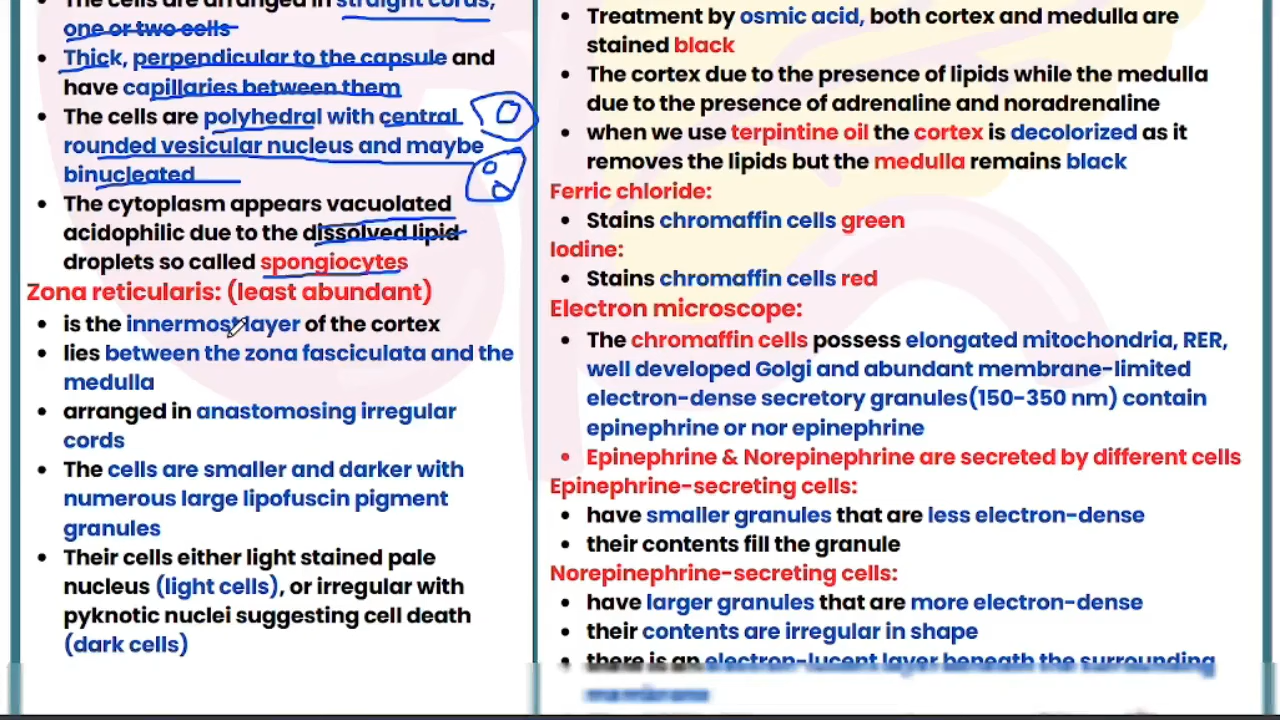 The cells are arranged in straight cords,
one or two cells
• Thick, perpendicular to the capsule and
have capillaries between them
• The cells are polyhedral with central
rounded vesicular nucleus and maybe
binucleated
• The cytoplasm appears vacuolated
acidophilic due to the dissolved lipid
droplets so called spongiocytes
Zona reticularis: (least abundant)
• is the innermost layer of the cortex
• lies between the zona fasciculata and the
medulla
• arranged in anastomosing irregular
cords
• The cells are smaller and darker with
numerous large lipofuscin pigment
granules
• Their cells either light stained pale
nucleus (light cells), or irregular with
pyknotic nuclei suggesting cell death
(dark cells)
• Treatment by osmic acid, both cortex and medulla are
stained black
• The cortex due to the presence of lipids while the medulla
due to the presence of adrenaline and noradrenaline
• when we use terpintine oil the cortex is decolorized as it
removes the lipids but the medulla remains black
Ferric chloride:
• Stains chromaffin cells green
Iodine:
• Stains chromaffin cells red
Electron microscope:
• The chromaffin cells possess elongated mitochondria, RER,
well developed Golgi and abundant membrane-limited
electron-dense secretory granules(150-350 nm) contain
epinephrine or nor epinephrine
• Epinephrine & Norepinephrine are secreted by different cells
Epinephrine-secreting cells:
• have smaller granules that are less electron-dense
• their contents fill the granule
Norepinephrine-secreting cells:
• have larger granules that are more electron-dense
• their contents are irregular in shape
• there is an electron-lucent layer beneath the surrounding
membrane